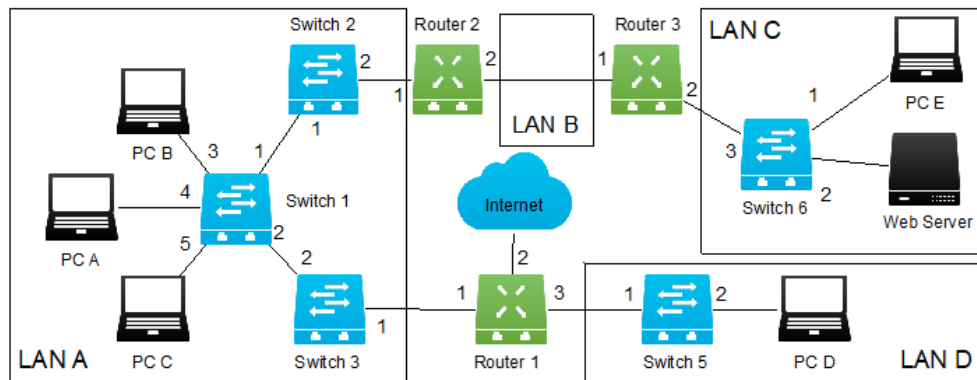 Switch 2
Router 2
Router 3
LAN C
2
2
1
2
1
1
PC E
LAN B
1
PC B
3
1
2
3
4
Switch 1
Internet
Switch 6
2
Web Server
PC A
5
2
2
2
1
1
3
1
2
LAN A
PC C
Switch 3
Router 1
Switch 5
PC D
LAN D